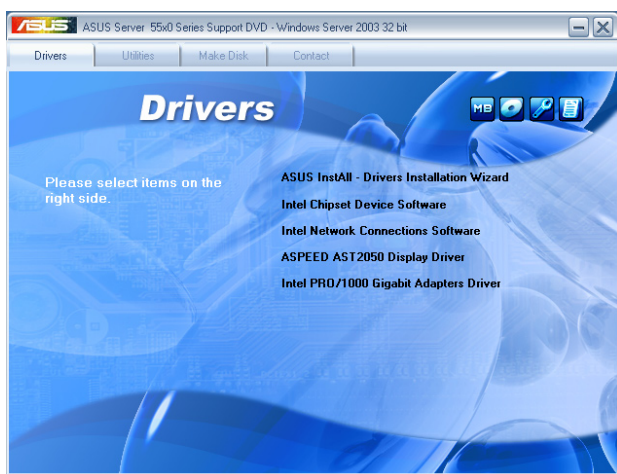 ASUS ASUS Server 55x0 Series Support DVD - Windows Server 2003 32 bit
Drivers Utilities Make Disk Contact
Drivers
MB
Please select items on the
right side.
ASUS InstAll - Drivers Installation Wizard
Intel Chipset Device Software
Intel Network Connections Software
ASPEED AST2050 Display Driver
Intel PRO/1000 Gigabit Adapters Driver